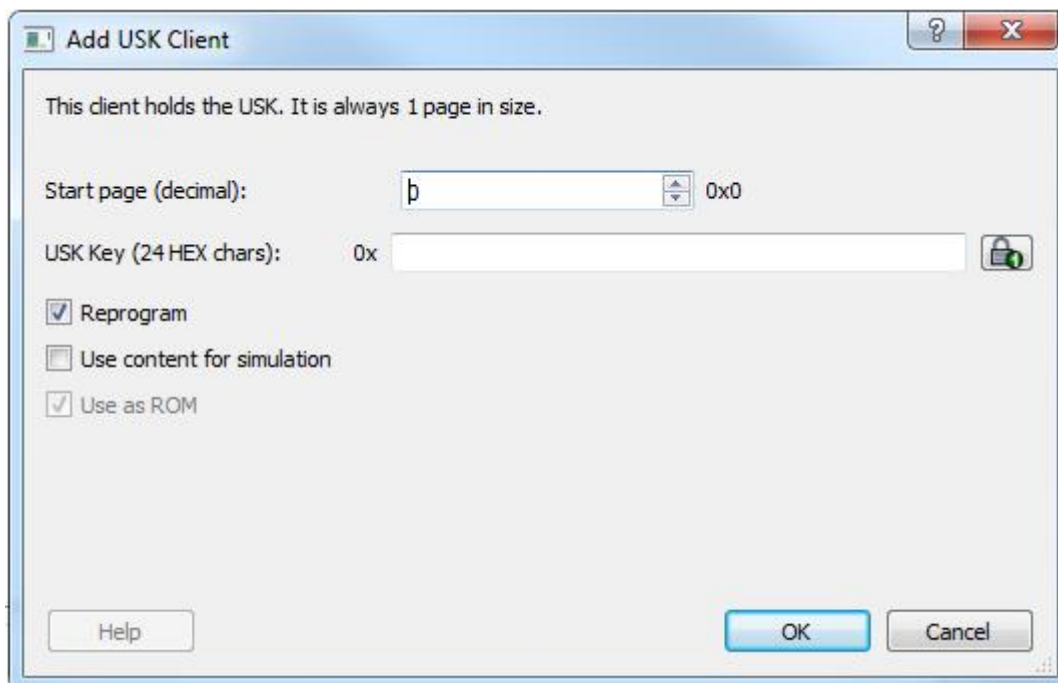 Add USK Client
This client holds the USK. It is always 1 page in size.
Start page (decimal): 0 0x0
USK Key (24 HEX chars): 0x
Reprogram
Use content for simulation
Use as ROM
Help OK Cancel